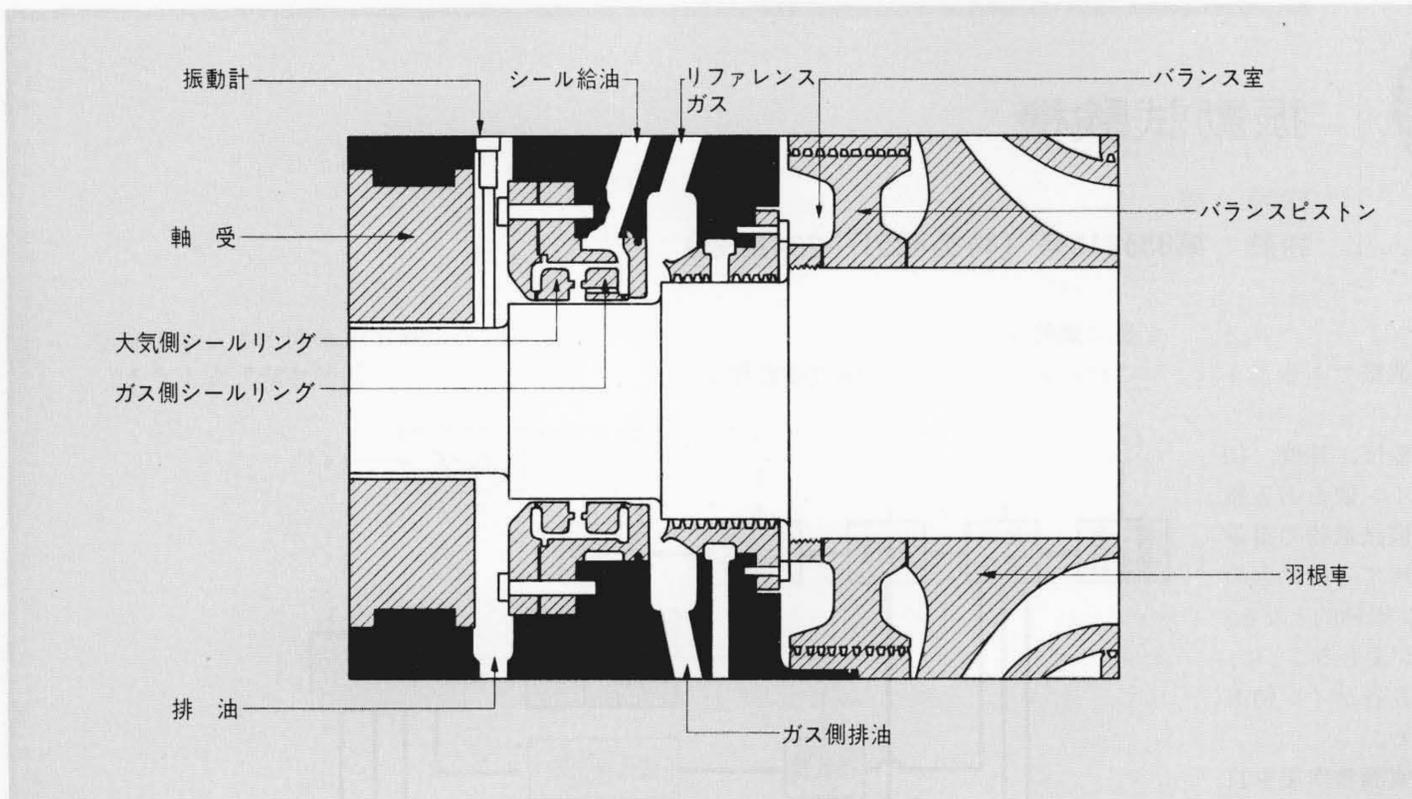 振動計
シール給油
リファレンス
ガス
バランス室
バランスピストン
軸 受
大気側シールリング
ガス側シールリング
羽根車
排 油
ガス側排油